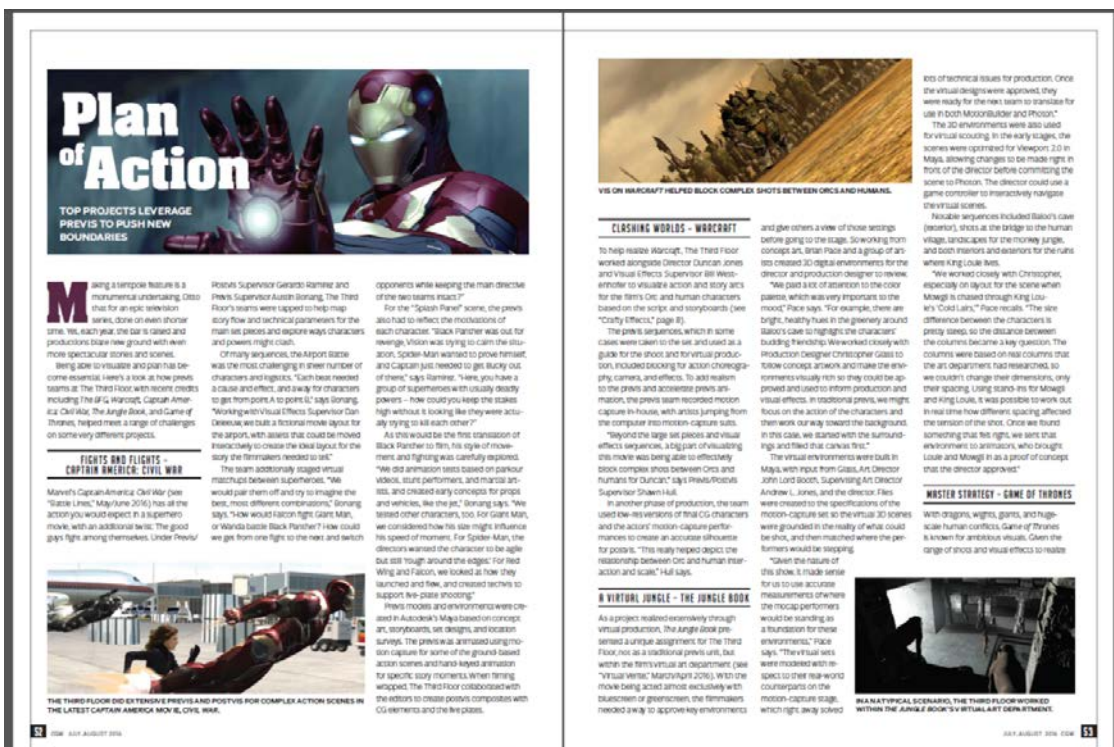 Plan
of Action
TOP PROJECTS LEVERAGE
PREVIS TO PUSH NEW
BOUNDARIES
Making a tentpole feature is a
monumental undertaking. Ditto
that for an epic television
series, done on even shorter
time. Yet, each year, the bar is raised and
productions blaze new ground with even
more spectacular stories and scenes.
Being able to visualize and plan has be-
come essential. Here's a look at how previs
teams at The Third Floor, with recent credits
including The BFG, Warcraft, Captain Amer-
ica: Civil War, The Jungle Book, and Game of
Thrones, helped meet a range of challenges
on some very different projects.
FIGHTS AND FLIGHTS –
CAPTAIN AMERICA: CIVIL WAR
Marvel's Captain America: Civil War (see
"Battle Lines," May/June 2016) has all the
action you would expect in a superhero
movie, with an additional twist: The good
guys fight among themselves. Under Previs/
THE THIRD FLOOR DID EXTENSIVE PREVIS AND POSTVIS FOR COMPLEX ACTION SCENES IN
THE LATEST CAPTAIN AMERICA MOVIE, CIVIL WAR.
Postvis Supervisor Gerardo Ramirez and
Previs Supervisor Austin Bonang, The Third
Floor's teams were tapped to help map
story flow and technical parameters for the
main set pieces and explore ways characters
and powers might clash.
Of many sequences, the Airport Battle
was the most challenging in sheer number of
characters and logistics. "Each beat needed
a cause and effect, and a way for characters
to get from point A to point B," says Bonang.
"Working with Visual Effects Supervisor Dan
Deleeuw, we built a fictional movie layout for
the airport, with assets that could be moved
interactively to create the ideal layout for the
story the filmmakers needed to tell."
The team additionally staged virtual
matchups between superheroes. "We
would pair them off and try to imagine the
best, most different combinations," Bonang
says. "How would Falcon fight Giant Man,
or Wanda battle Black Panther? How could
we get from one fight to the next and switch
opponents while keeping the main directive
of the two teams intact?"
For the "Splash Panel" scene, the previs
also had to reflect the motivations of
each character. "Black Panther was out for
revenge, Vision was trying to calm the situ-
ation, Spider-Man wanted to prove himself,
and Captain just needed to get Bucky out
of there," says Ramirez. "Here, you have a
group of superheroes with usually deadly
powers – how could you keep the stakes
high without it looking like they were actu-
ally trying to kill each other?"
As this would be the first translation of
Black Panther to film, his style of move-
ment and fighting was carefully explored.
"We did animation tests based on parkour
videos, stunt performers, and martial art-
ists, and created early concepts for props
and vehicles, like the jet," Bonang says. "We
tested other characters, too. For Giant Man,
we considered how his size might influence
his speed of moment. For Spider-Man, the
directors wanted the character to be agile
but still 'rough around the edges.' For Red
Wing and Falcon, we looked at how they
launched and flew, and created techvis to
support live-plate shooting."
Previs models and environments were cre-
ated in Autodesk's Maya based on concept
art, storyboards, set designs, and location
surveys. The previs was animated using mo-
tion capture for some of the ground-based
action scenes and hand-keyed animation
for specific story moments. When filming
wrapped, The Third Floor collaborated with
the editors to create postvis composites with
CG elements and the live plates.
52 CGW JULY.AUGUST 2016
VIS ON WARCRAFT HELPED BLOCK COMPLEX SHOTS BETWEEN ORCS AND HUMANS.
CLASHING WORLDS – WARCRAFT
To help realize Warcraft, The Third Floor
worked alongside Director Duncan Jones
and Visual Effects Supervisor Bill West-
enhofer to visualize action and story arcs
for the film's Orc and human characters
based on the script and storyboards (see
"Crafty Effects," page 8).
The previs sequences, which in some
cases were taken to the set and used as a
guide for the shoot and for virtual produc-
tion, included blocking for action choreogra-
phy, camera, and effects. To add realism
to the previs and accelerate previs ani-
mation, the previs team recorded motion
capture in-house, with artists jumping from
the computer into motion-capture suits.
"Beyond the large set pieces and visual
effects sequences, a big part of visualizing
this movie was being able to effectively
block complex shots between Orcs and
humans for Duncan," says Previs/Postvis
Supervisor Shawn Hull.
In another phase of production, the team
used low-res versions of final CG characters
and the actors' motion-capture perfor-
mances to create an accurate silhouette
for postvis. "This really helped depict the
relationship between Orc and human inter-
action and scale," Hull says.
A VIRTUAL JUNGLE – THE JUNGLE BOOK
As a project realized extensively through
virtual production, The Jungle Book pre-
sented a unique assignment for The Third
Floor, not as a traditional previs unit, but
within the film's virtual art department (see
"Virtual Verite," March/April 2016). With the
movie being acted almost exclusively with
bluescreen or greenscreen, the filmmakers
needed a way to approve key environments
and give others a view of those settings
before going to the stage. So working from
concept art, Brian Pace and a group of art-
ists created 3D digital environments for the
director and production designer to review.
"We paid a lot of attention to the color
palette, which was very important to the
mood," Pace says. "For example, there are
bright, healthy hues in the greenery around
Baloo's cave to highlight the characters'
budding friendship. We worked closely with
Production Designer Christopher Glass to
follow concept artwork and make the envi-
ronments visually rich so they could be ap-
proved and used to inform production and
visual effects. In traditional previs, we might
focus on the action of the characters and
then work our way toward the background.
In this case, we started with the surround-
ings and filled that canvas first."
The virtual environments were built in
Maya, with input from Glass, Art Director
John Lord Booth, Supervising Art Director
Andrew L. Jones, and the director. Files
were created to the specifications of the
motion-capture set so the virtual 3D scenes
were grounded in the reality of what could
be shot, and then matched where the per-
formers would be stepping.
"Given the nature of
this show, it made sense
for us to use accurate
measurements of where
the mocap performers
would be standing as
a foundation for these
environments," Pace
says. "The virtual sets
were modeled with re-
spect to their real-world
counterparts on the
motion-capture stage,
which right away solved
lots of technical issues for production. Once
the virtual designs were approved, they
were ready for the next team to translate for
use in both MotionBuilder and Photon."
The 3D environments were also used
for virtual scouting. In the early stages, the
scenes were optimized for Viewport 2.0 in
Maya, allowing changes to be made right in
front of the director before committing the
scene to Photon. The director could use a
game controller to interactively navigate
the virtual scenes.
Notable sequences included Baloo's cave
(exterior), shots at the bridge to the human
village, landscapes for the monkey jungle,
and both interiors and exteriors for the ruins
where King Louie lives.
"We worked closely with Christopher,
especially on layout for the scene when
Mowgli is chased through King Lou-
ie's 'Cold Lairs,'" Pace recalls. "The size
difference between the characters is
pretty steep, so the distance between
the columns became a key question. The
columns were based on real columns that
the art department had researched, so
we couldn't change their dimensions, only
their spacing. Using stand-ins for Mowgli
and King Louie, it was possible to work out
in real time how different spacing affected
the tension of the shot. Once we found
something that felt right, we sent that
environment to animators, who brought
Louie and Mowgli in as a proof of concept
that the director approved."
MASTER STRATEGY – GAME OF THRONES
With dragons, wights, giants, and huge-
scale human conflicts, Game of Thrones
is known for ambitious visuals. Given the
range of shots and visual effects to realize
IN AN ATYPICAL SCENARIO, THE THIRD FLOOR WORKED
WITHIN THE JUNGLE BOOK'S VIRTUAL ART DEPARTMENT.
JULY.AUGUST 2016 CGW 53